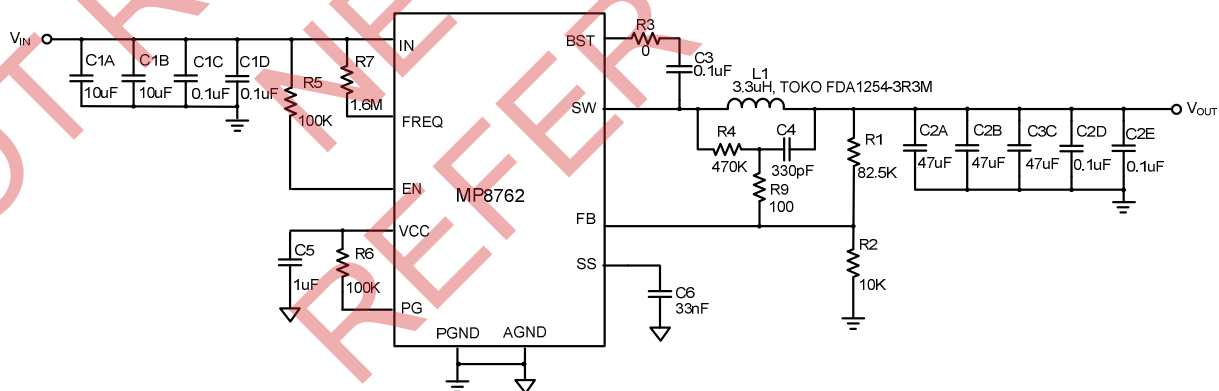 VIN
C1A
10uF
C1B
10uF
C1C
0.1uF
C1D
0.1uF
R5
100K
R7
1.6M
IN
FREQ
EN
VCC
PG
PGND
AGND
MP8762
BST
SW
FB
SS
C5
1uF
R6
100K
R3
0
C3
0.1uF
L1
3.3uH, TOKO FDA1254-3R3M
R4
470K
C4
330pF
R9
100
R1
82.5K
R2
10K
C6
33nF
C2A
47uF
C2B
47uF
C3C
47uF
C2D
0.1uF
C2E
0.1uF
VOUT
OT
NE
REFER